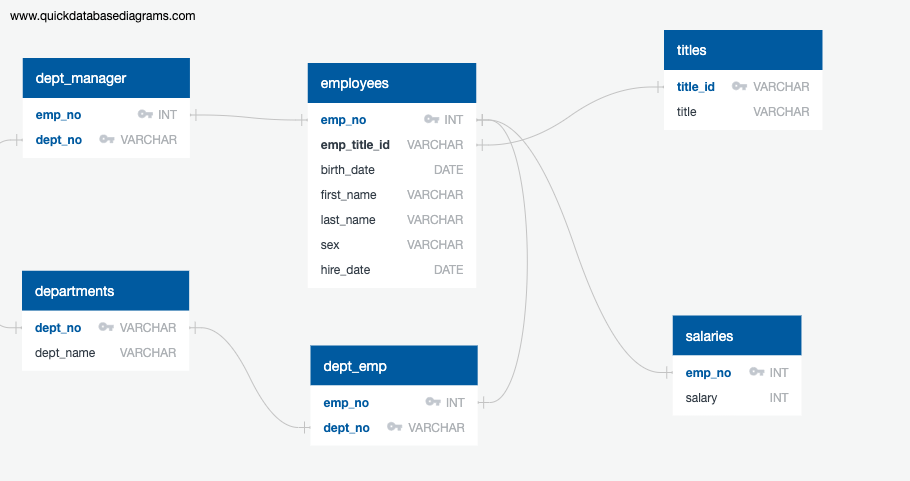 www.quickdatabasediagrams.com
dept_manager
emp_no INT
dept_no VARCHAR
employees
emp_no INT
emp_title_id VARCHAR
birth_date DATE
first_name VARCHAR
last_name VARCHAR
sex VARCHAR
hire_date DATE
titles
title_id VARCHAR
title VARCHAR
departments
dept_no VARCHAR
dept_name VARCHAR
dept_emp
emp_no INT
dept_no VARCHAR
salaries
emp_no INT
salary INT